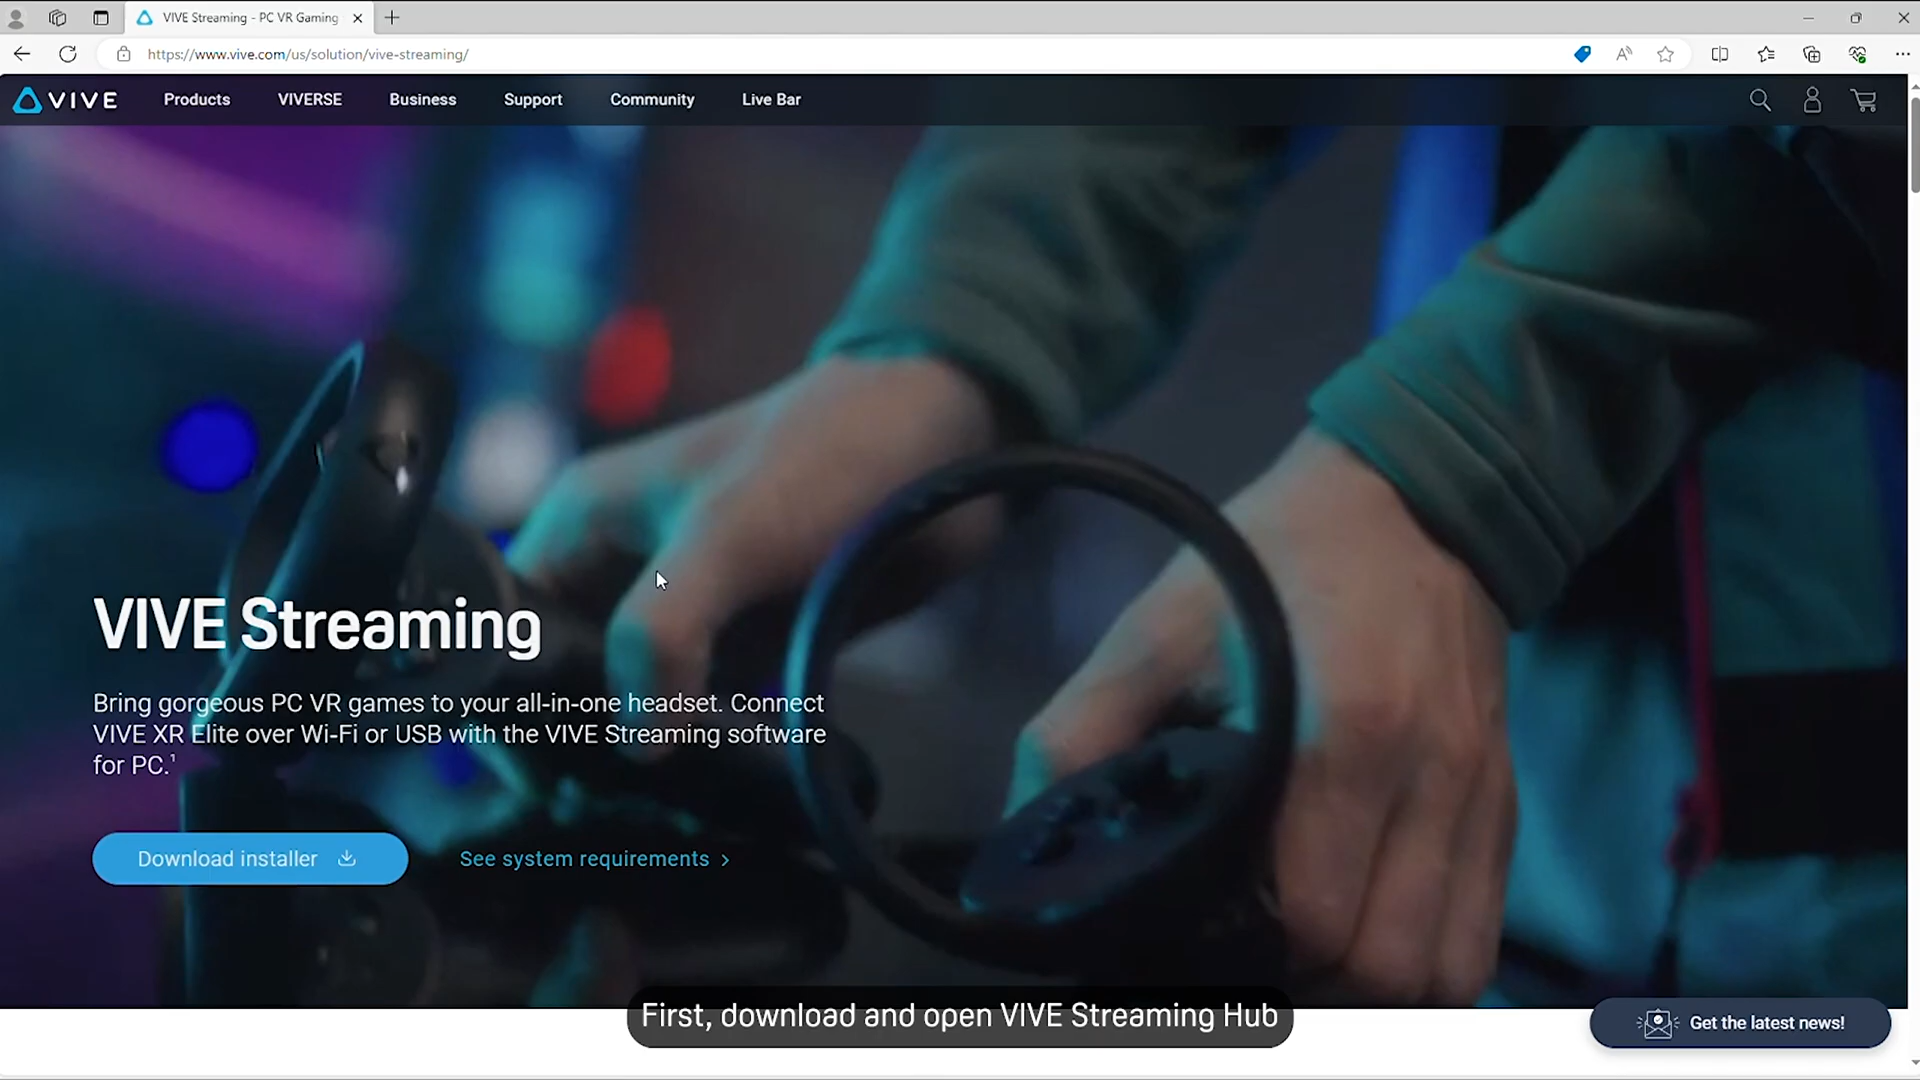 VIVE Streaming - PC VR Gaming
https://www.vive.com/us/solution/vive-streaming/
VIVE Products VIVERSE Business Support Community Live Bar
VIVE Streaming
Bring gorgeous PC VR games to your all-in-one headset. Connect
VIVE XR Elite over Wi-Fi or USB with the VIVE Streaming software
for PC.¹
Download installer See system requirements
First, download and open VIVE Streaming Hub
Get the latest news!